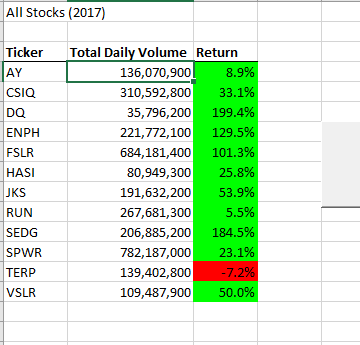 All Stocks (2017)
Ticker Total Daily Volume Return
AY 136,070,900 8.9%
CSIQ 310,592,800 33.1%
DQ 35,796,200 199.4%
ENPH 221,772,100 129.5%
FSLR 684,181,400 101.3%
HASI 80,949,300 25.8%
JKS 191,632,200 53.9%
RUN 267,681,300 5.5%
SEDG 206,885,200 184.5%
SPWR 782,187,000 23.1%
TERP 139,402,800 -7.2%
VSLR 109,487,900 50.0%